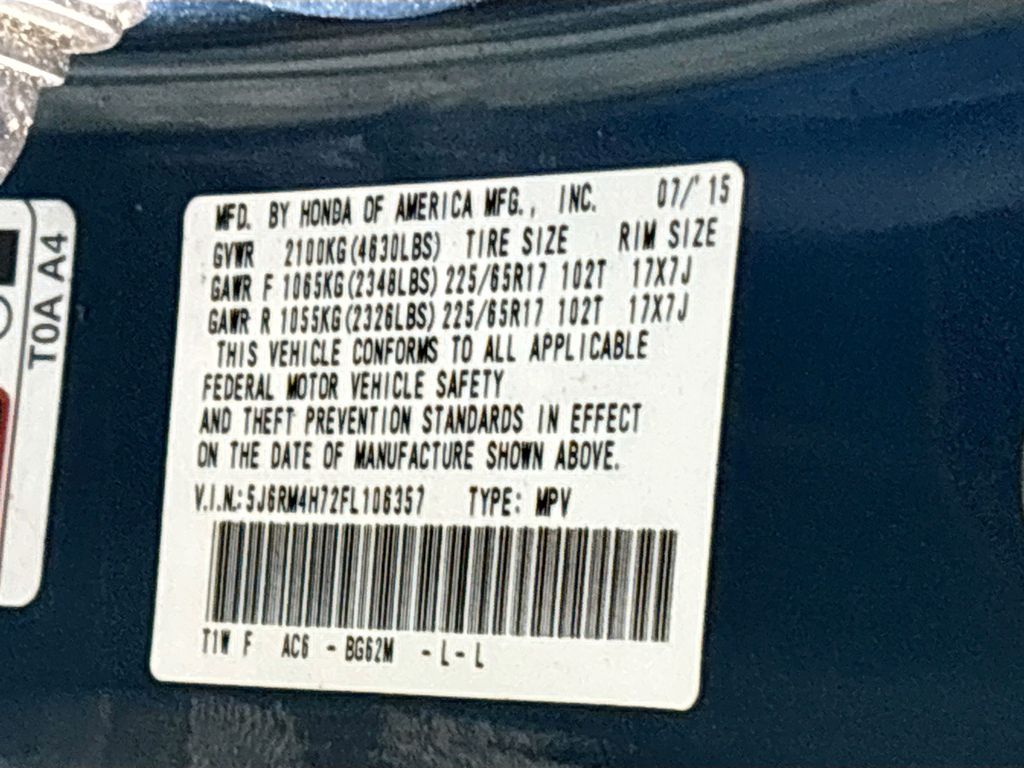 MFD. BY HONDA OF AMERICA MFG., INC. 07/'15
GVWR 2100KG(4630LBS) TIRE SIZE RIM SIZE
GAWR F 1065KG(2348LBS) 225/65R17 102T 17X7J
GAWR R 1055KG(2326LBS) 225/65R17 102T 17X7J
THIS VEHICLE CONFORMS TO ALL APPLICABLE
FEDERAL MOTOR VEHICLE SAFETY
AND THEFT PREVENTION STANDARDS IN EFFECT
ON THE DATE OF MANUFACTURE SHOWN ABOVE.
V.I.N.: 5J6RM4H72FL106357 TYPE: MPV
T1W F AC6 - BG62M - L - L
T0A A4